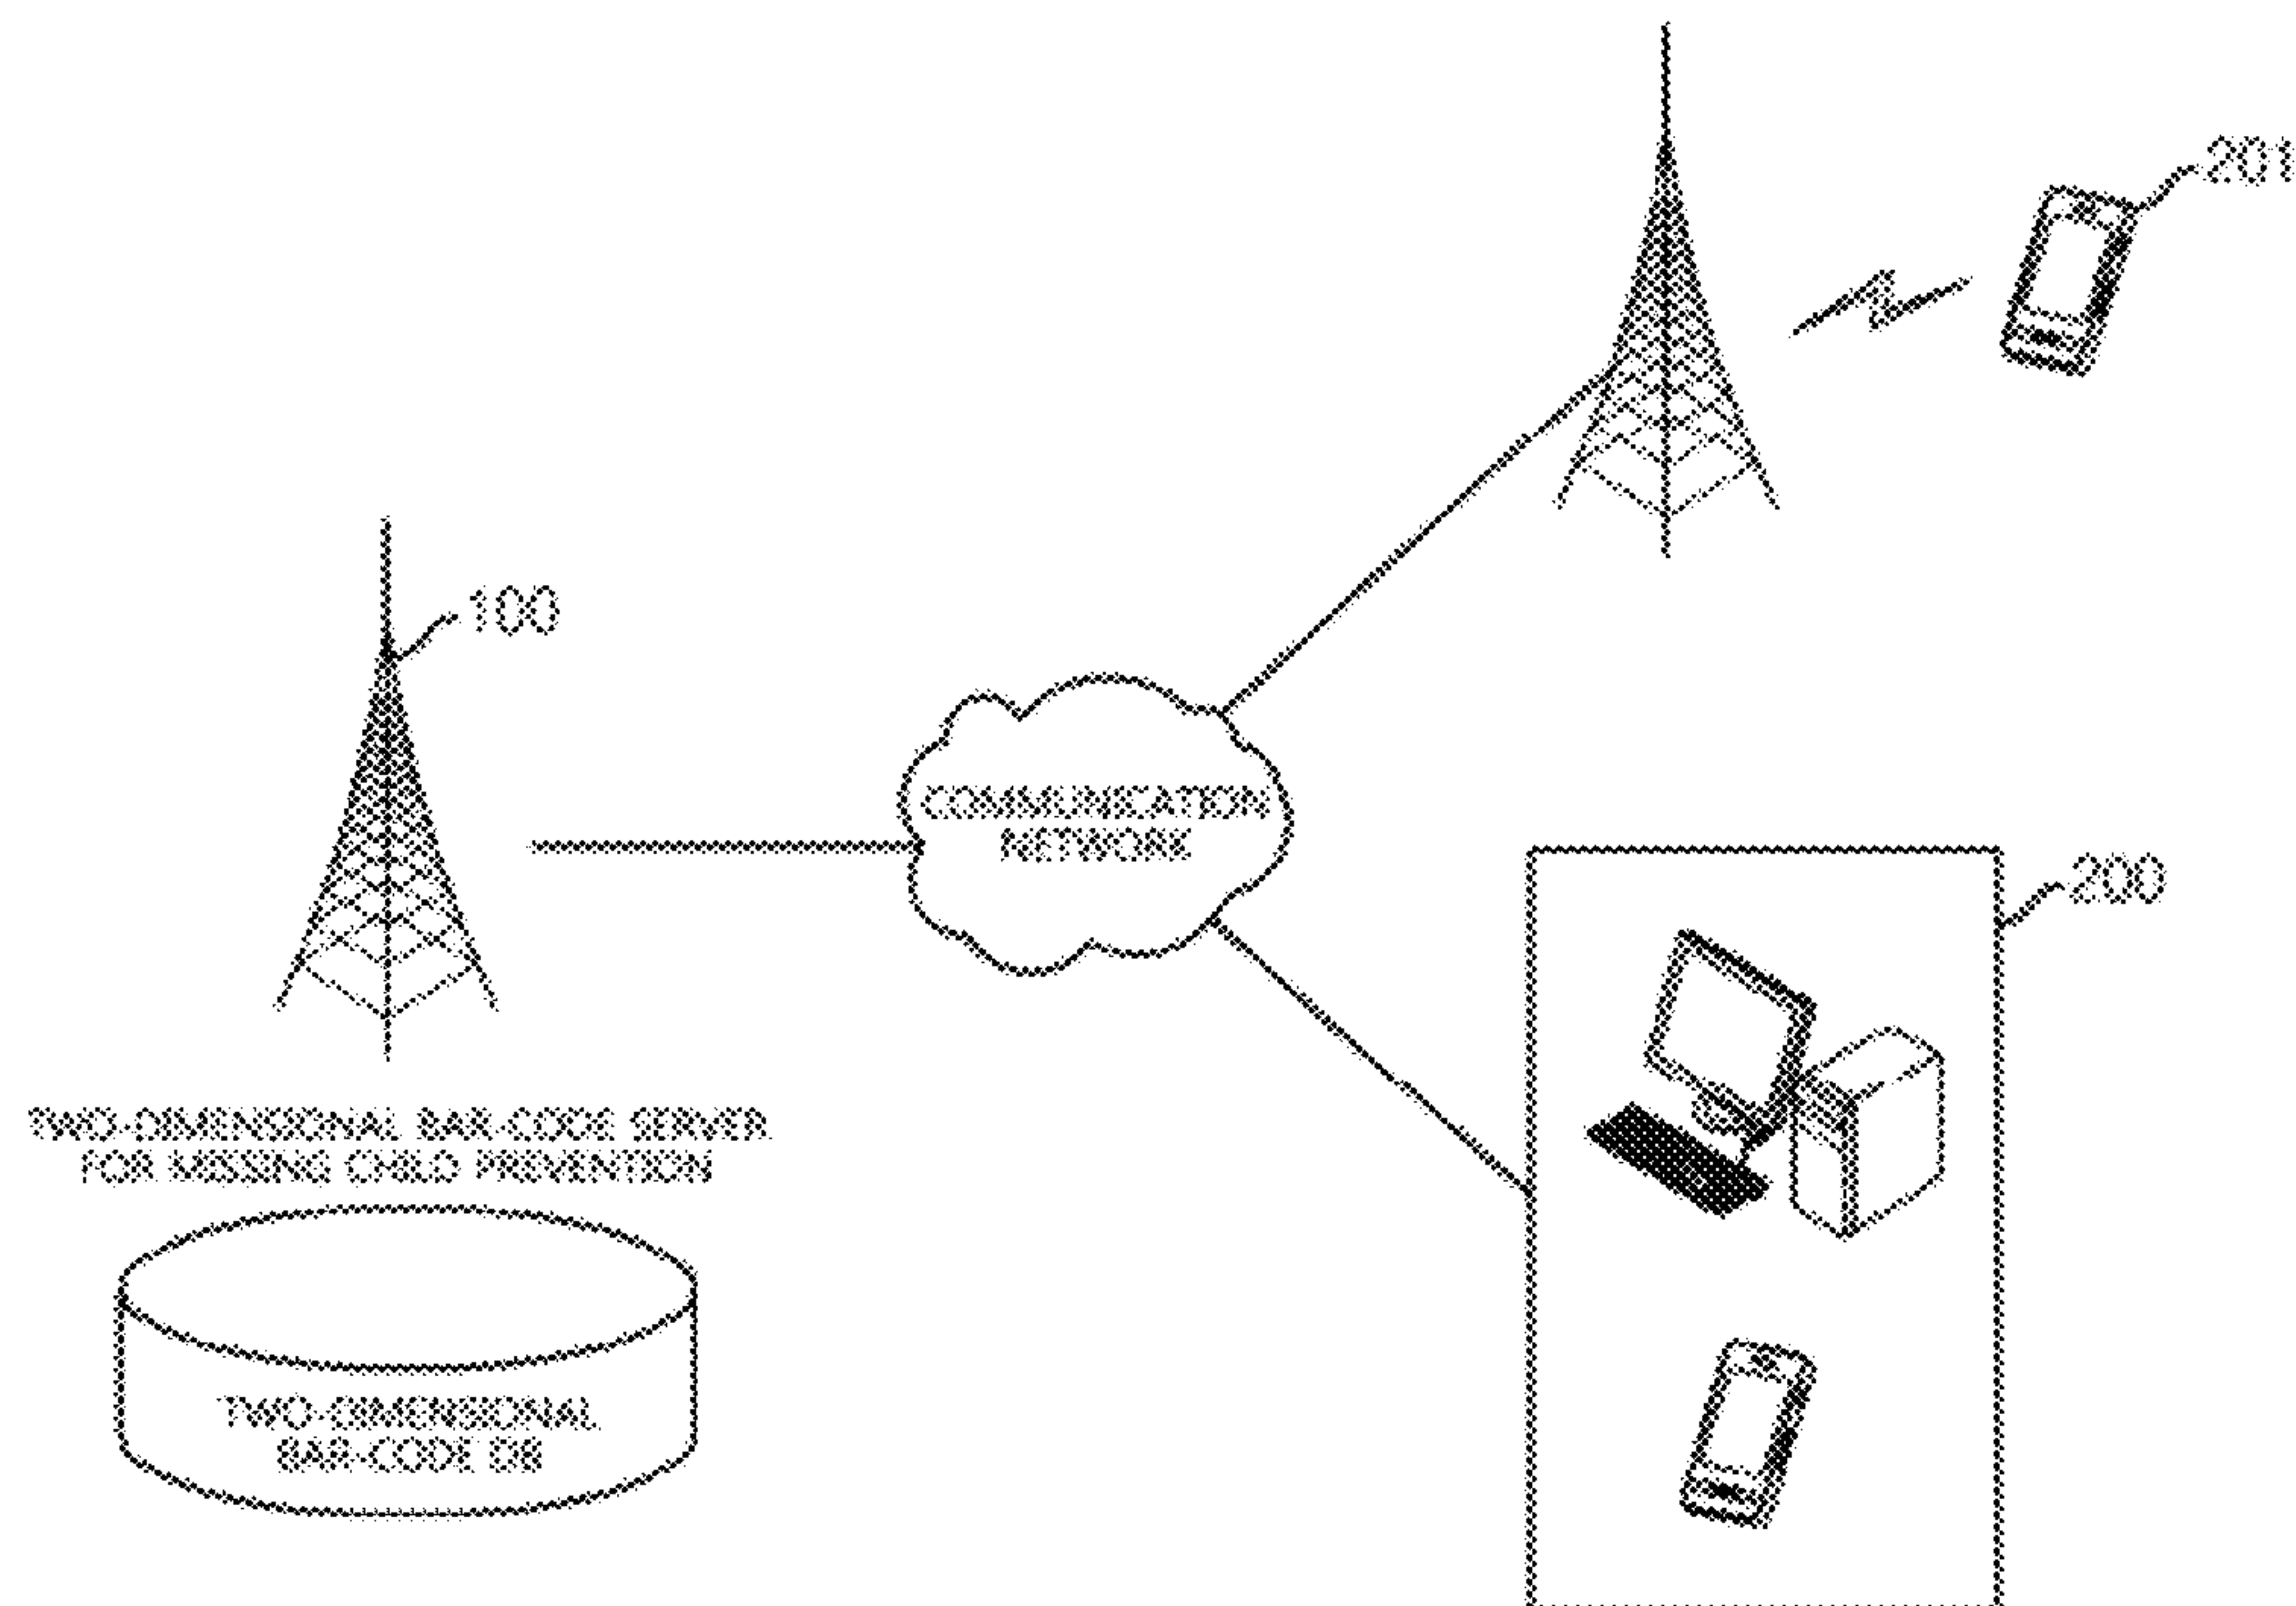 201
100
COMMUNICATION
NETWORK
200
TWO-DIMENSIONAL BAR-CODE SERVER
FOR MISSING CHILD PREVENTION
TWO-DIMENSIONAL
BAR-CODE DB